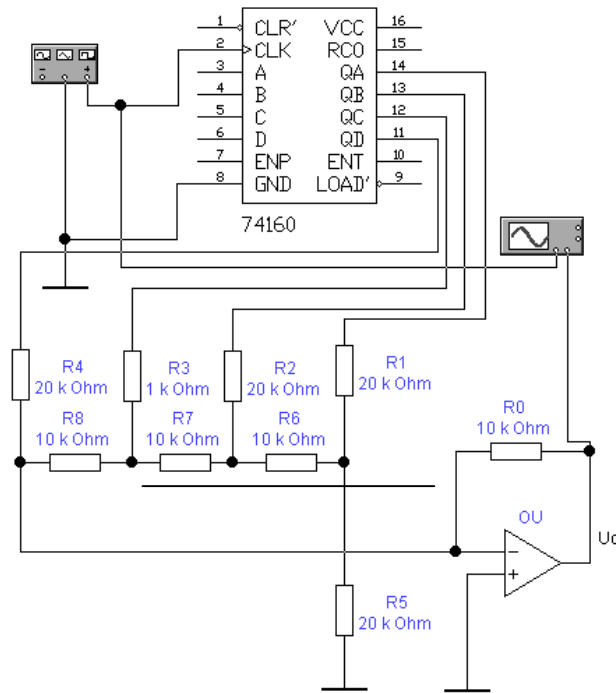 1 CLR' VCC 16
2 CLK RCO 15
3 A QA 14
4 B QB 13
5 C QC 12
6 D QD 11
7 ENP ENT 10
8 GND LOAD' 9
74160
- +
R4
20 k Ohm
R3
1 k Ohm
R2
20 k Ohm
R1
20 k Ohm
R8
10 k Ohm
R7
10 k Ohm
R6
10 k Ohm
R0
10 k Ohm
OU
−
+
R5
20 k Ohm